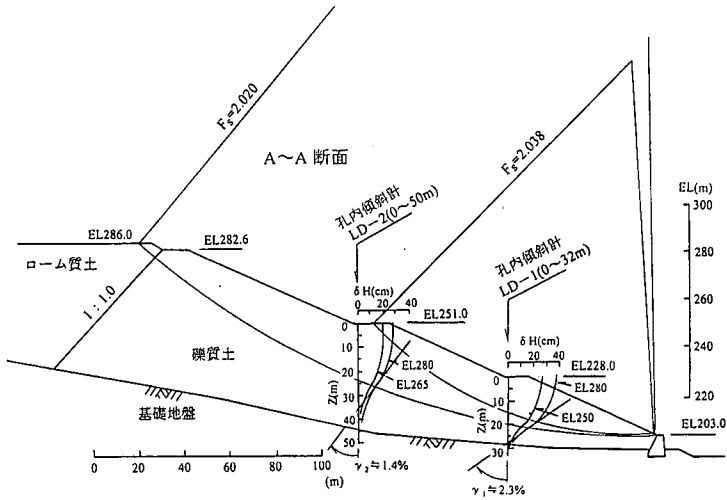 Fs=2.020
A～A 断面
Fs=2.038
EL(m)
300
280
260
240
220
孔内傾斜計
LD－2(0～50m)
孔内傾斜計
LD－1(0～32m)
EL286.0
EL282.6
ローム質土
1：1.0
礫質土
基礎地盤
δH(cm)
0 20 40
EL251.0
Z(m)
0
10
20
30
40
50
EL280
EL265
δH(cm)
0 20 40
EL228.0
Z(m)
0
10
20
30
EL280
EL250
EL203.0
γ₂≒1.4%
γ₁≒2.3%
0 20 40 60 80 100
(m)